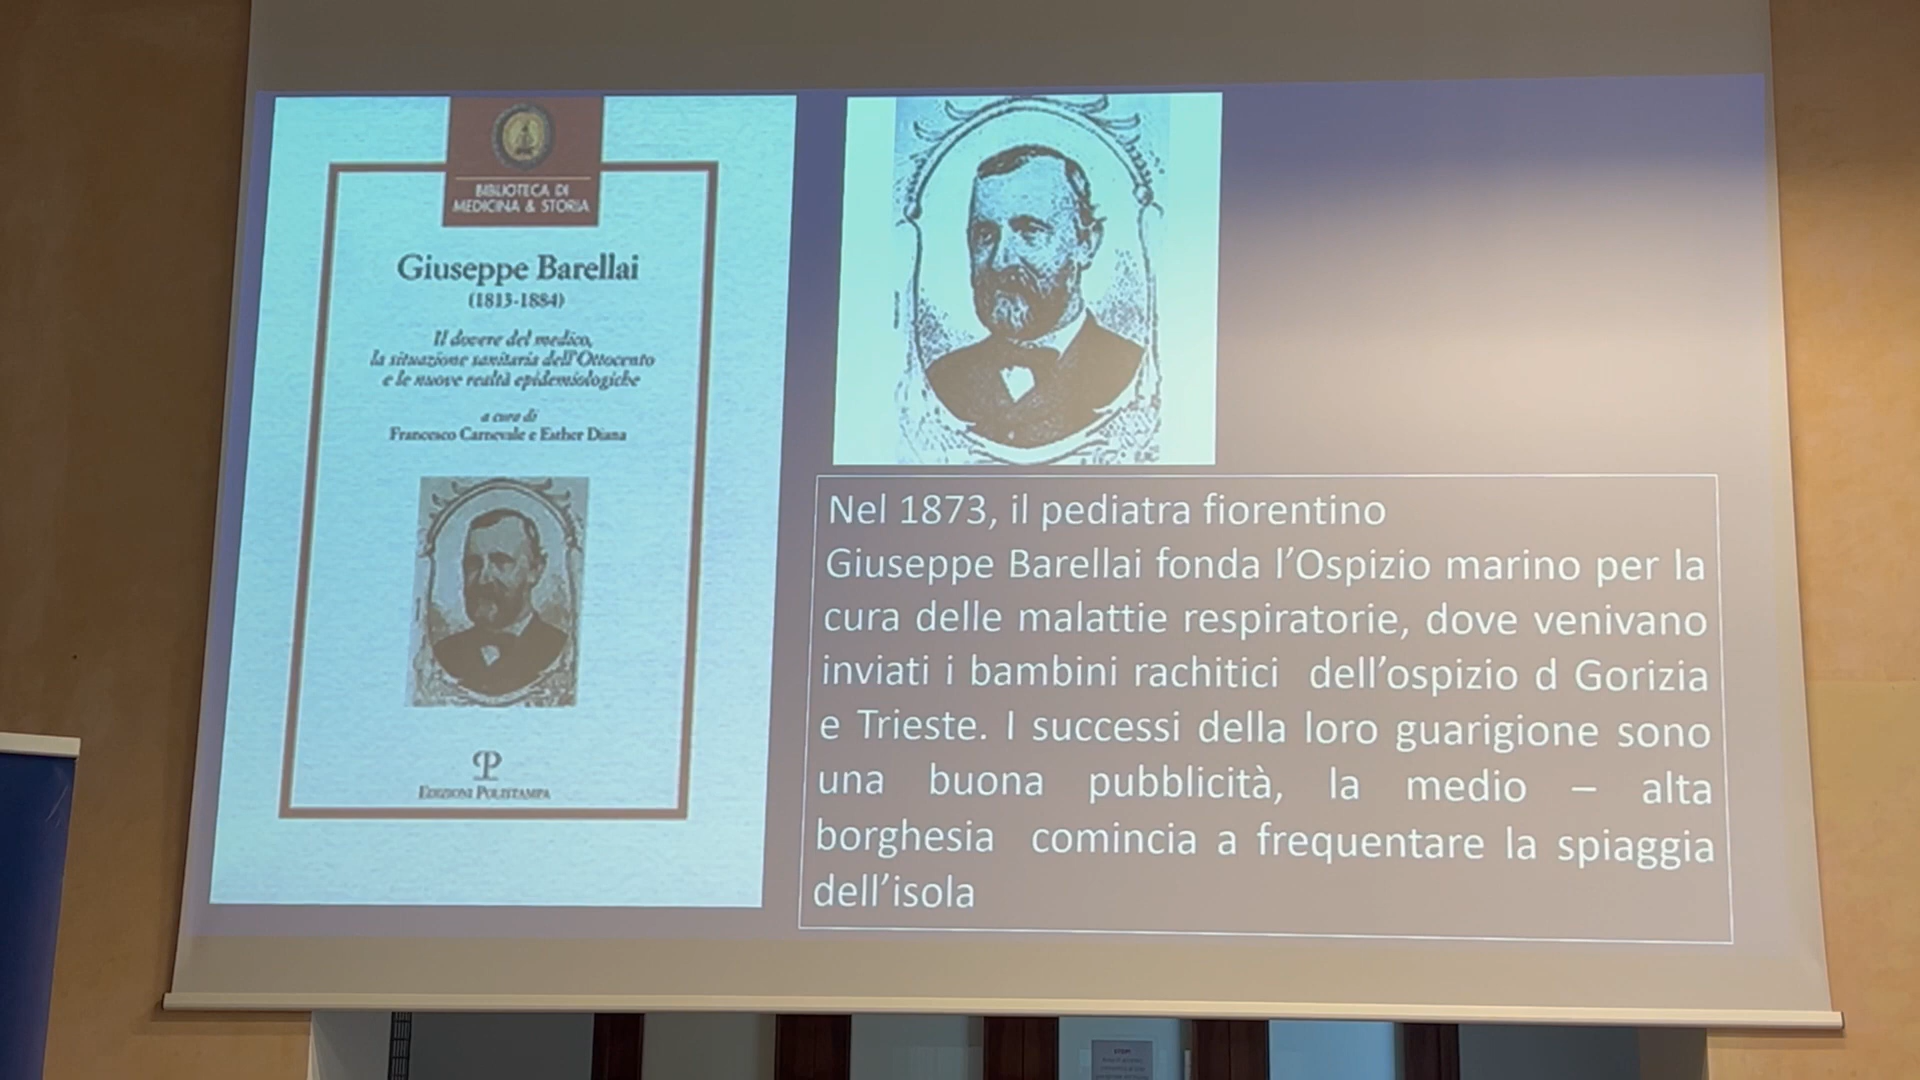 BIBLIOTECA DI
MEDICINA & STORIA
Giuseppe Barellai
(1813-1884)
Il dovere del medico,
la situazione sanitaria dell'Ottocento
e le nuove realtà epidemiologiche
a cura di
Francesco Carnevale e Esther Diana
EDIZIONI POLISTAMPA
Nel 1873, il pediatra fiorentino
Giuseppe Barellai fonda l'Ospizio marino per la
cura delle malattie respiratorie, dove venivano
inviati i bambini rachitici dell'ospizio d Gorizia
e Trieste. I successi della loro guarigione sono
una buona pubblicità, la medio – alta
borghesia comincia a frequentare la spiaggia
dell'isola